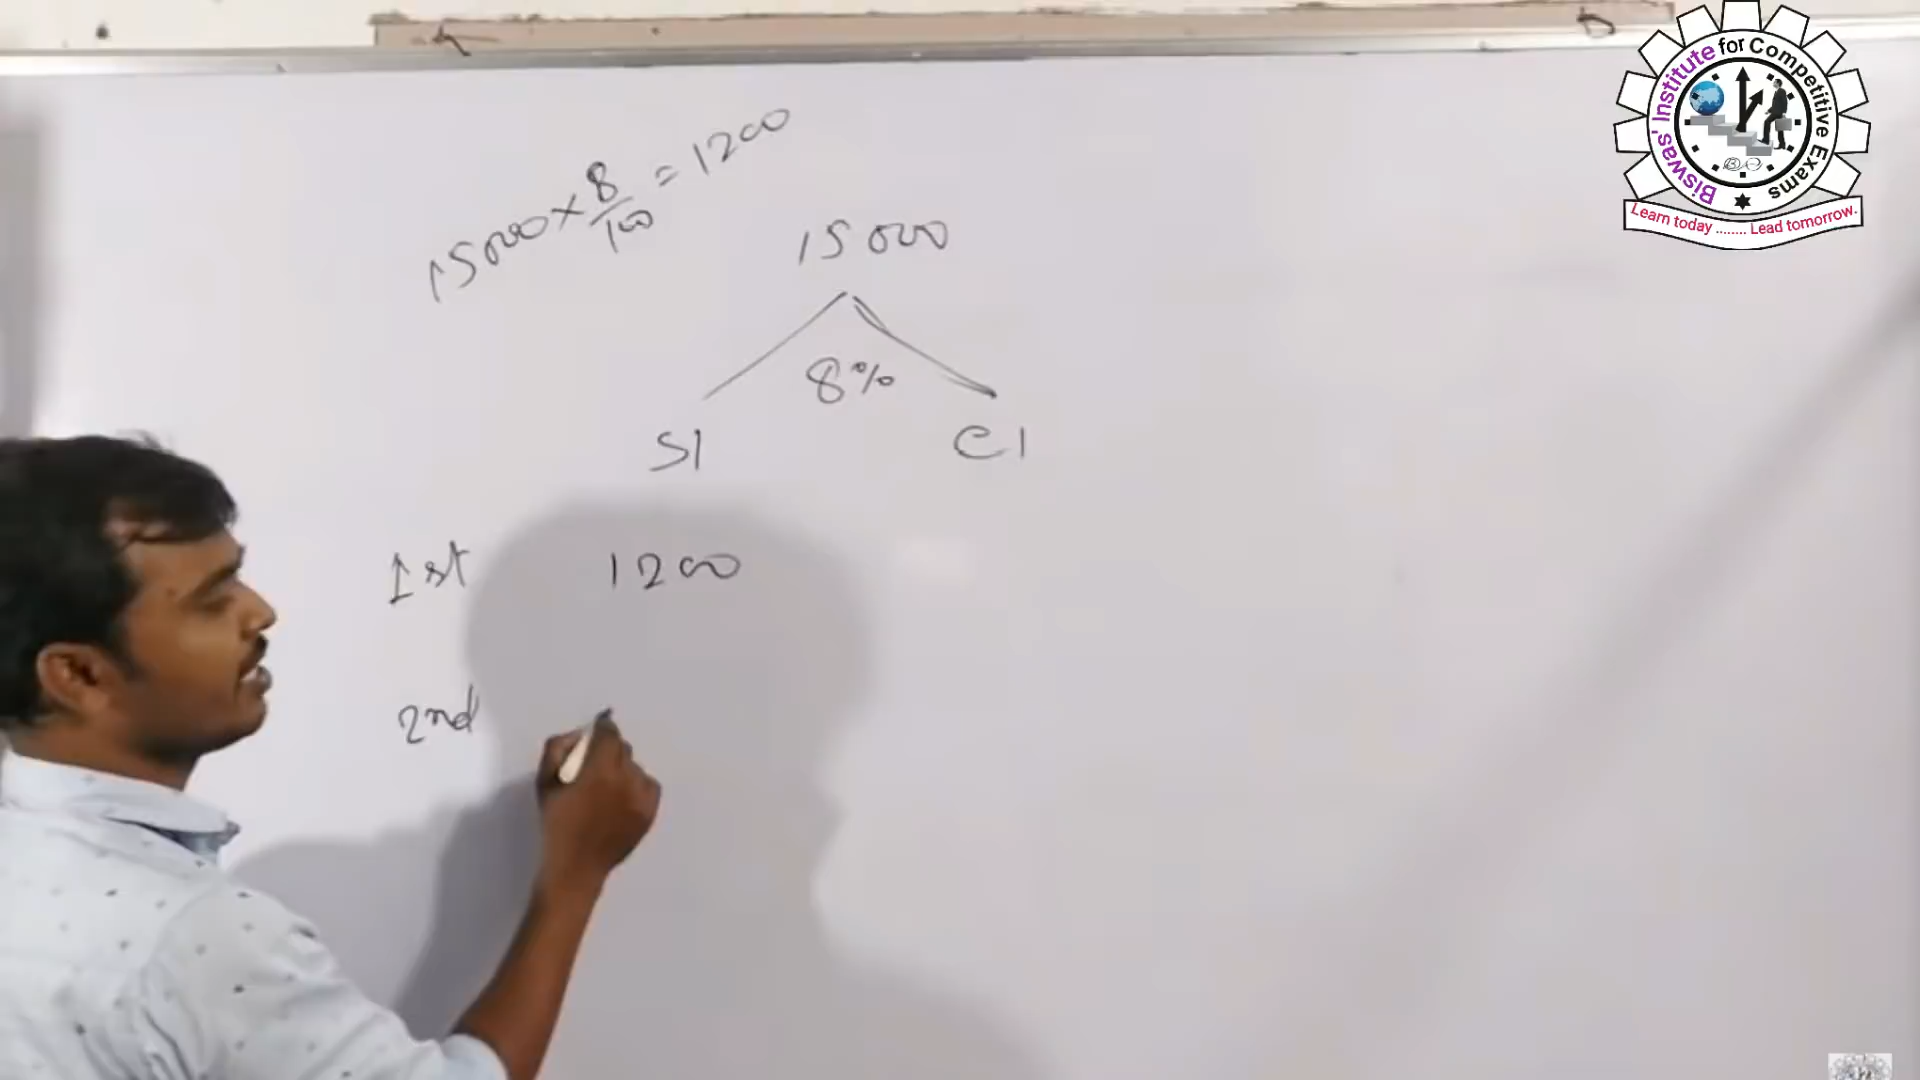 15000 × 8/100 = 1200
15000
8%
SI CI
1st 1200
2nd
Biswas' Institute for Competitive Exams
Learn today ........ Lead tomorrow.